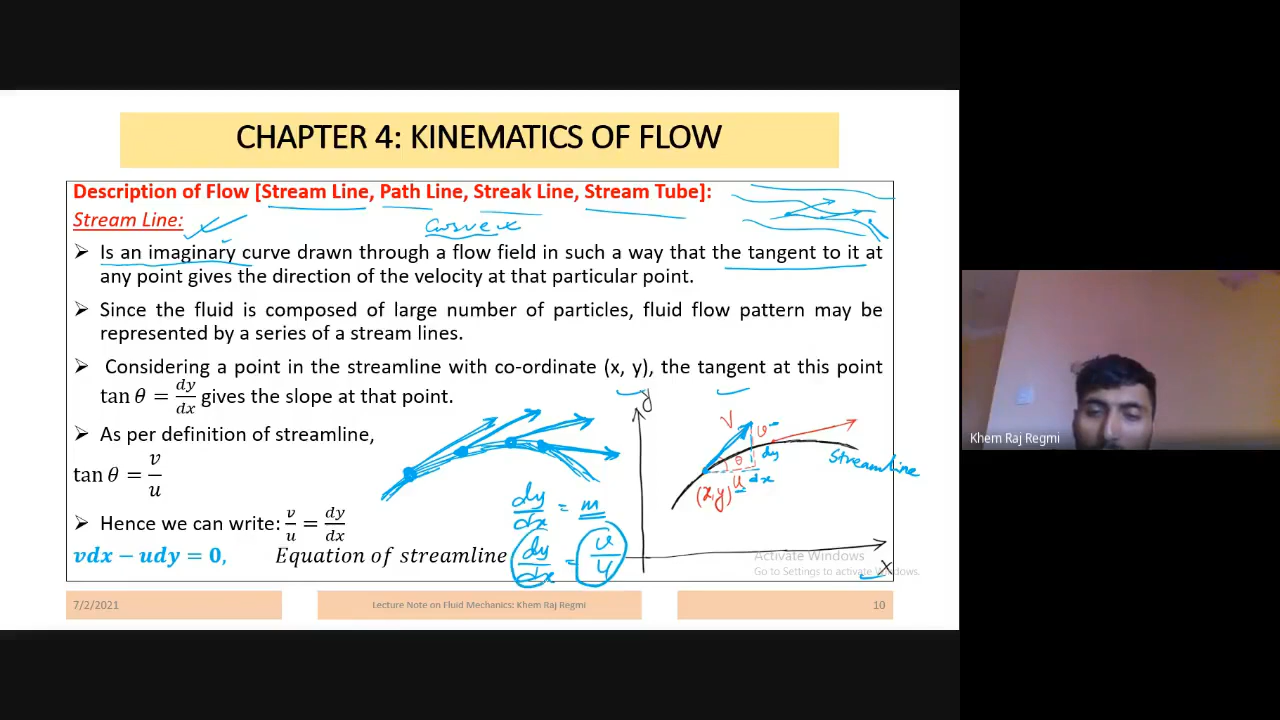 CHAPTER 4: KINEMATICS OF FLOW
Description of Flow [Stream Line, Path Line, Streak Line, Stream Tube]:
Stream Line:
Curve x
➤ Is an imaginary curve drawn through a flow field in such a way that the tangent to it at
any point gives the direction of the velocity at that particular point.
➤ Since the fluid is composed of large number of particles, fluid flow pattern may be
represented by a series of a stream lines.
➤ Considering a point in the streamline with co-ordinate (x, y), the tangent at this point
tan θ = dy/dx gives the slope at that point.
➤ As per definition of streamline,
tan θ = v/u
➤ Hence we can write: v/u = dy/dx
vdx − udy = 0, Equation of streamline
dy/dx = m
dy/dx = v/u
y
V
v
dy
θ
u
dx
(x,y)
Streamline
x
Activate Windows
Go to Settings to activate Windows.
7/2/2021
Lecture Note on Fluid Mechanics: Khem Raj Regmi
10
Khem Raj Regmi